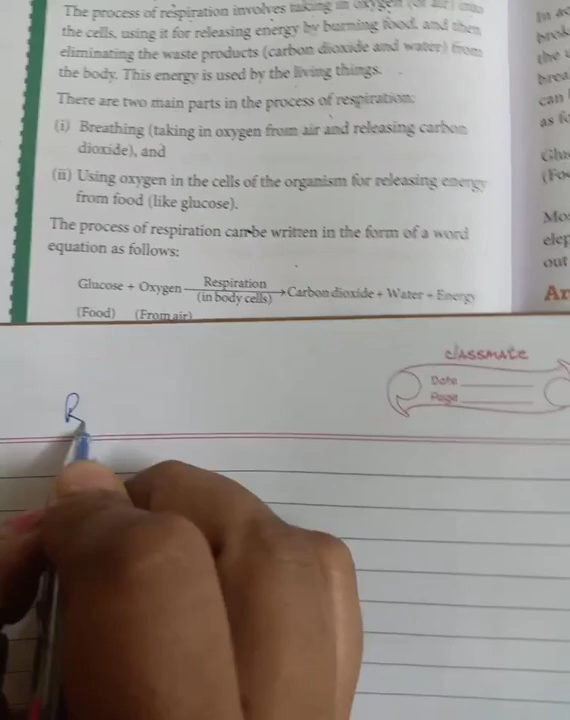 The process of respiration involves taking in oxygen (of air) into
the cells, using it for releasing energy by burning food, and then
eliminating the waste products (carbon dioxide and water) from
the body. This energy is used by the living things.
There are two main parts in the process of respiration:
(i) Breathing (taking in oxygen from air and releasing carbon
dioxide), and
(ii) Using oxygen in the cells of the organism for releasing energy
from food (like glucose).
The process of respiration can be written in the form of a word
equation as follows:
Glucose + Oxygen Respiration (in body cells) → Carbon dioxide + Water + Energy
(Food) (From air)
can
as
out
classmate
Date
Page
R